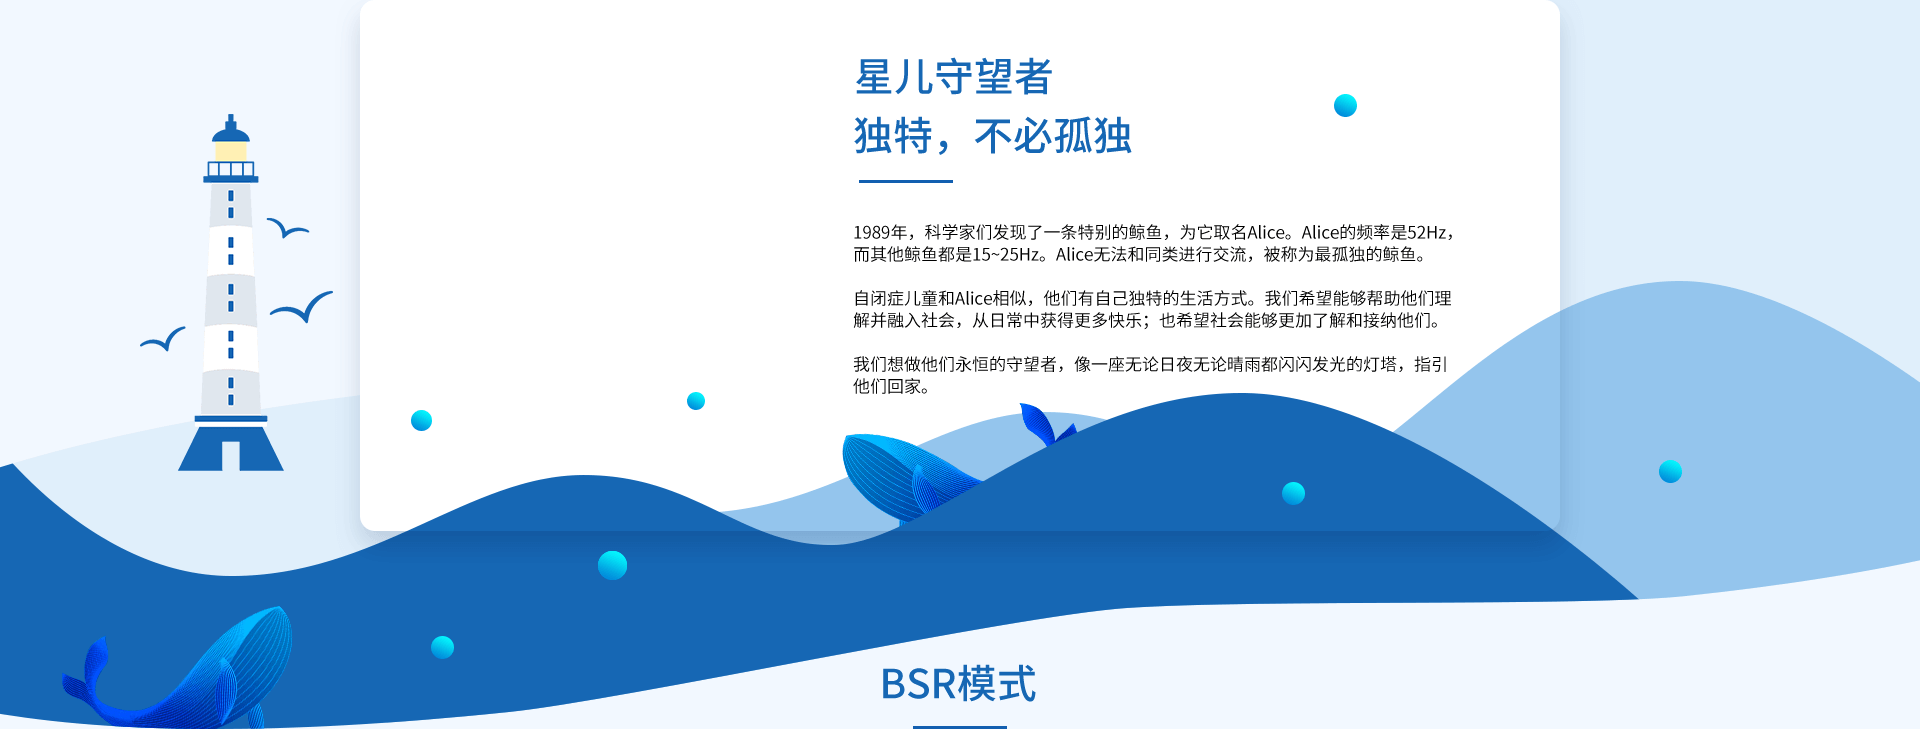 星儿守望者
独特，不必孤独
1989年，科学家们发现了一条特别的鲸鱼，为它取名Alice。Alice的频率是52Hz，
而其他鲸鱼都是15~25Hz。Alice无法和同类进行交流，被称为最孤独的鲸鱼。
自闭症儿童和Alice相似，他们有自己独特的生活方式。我们希望能够帮助他们理
解并融入社会，从日常中获得更多快乐；也希望社会能够更加了解和接纳他们。
我们想做他们永恒的守望者，像一座无论日夜无论晴雨都闪闪发光的灯塔，指引
他们回家。
BSR模式